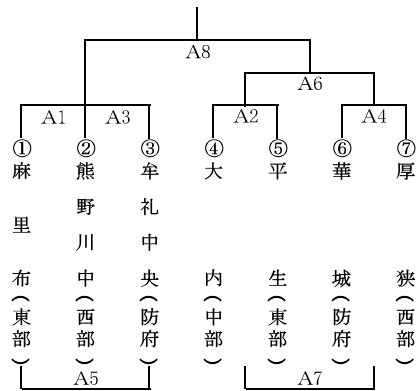 A8
A6
A1 A3 A2 A4
① ② ③ ④ ⑤ ⑥ ⑦
麻里布（東部）
熊野川中（西部）
牟礼中央（防府）
大内（中部）
平生（東部）
華城（防府）
厚狭（西部）
A5 A7